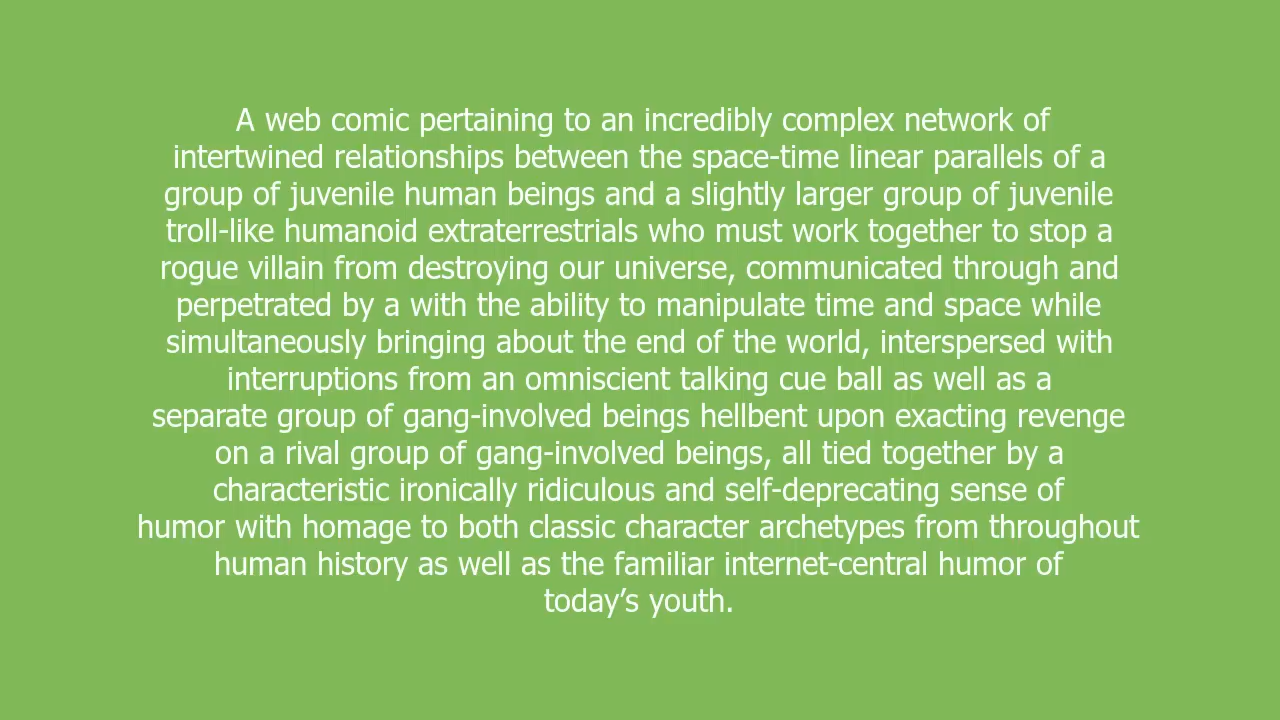 A web comic pertaining to an incredibly complex network of
intertwined relationships between the space-time linear parallels of a
group of juvenile human beings and a slightly larger group of juvenile
troll-like humanoid extraterrestrials who must work together to stop a
rogue villain from destroying our universe, communicated through and
perpetrated by a with the ability to manipulate time and space while
simultaneously bringing about the end of the world, interspersed with
interruptions from an omniscient talking cue ball as well as a
separate group of gang-involved beings hellbent upon exacting revenge
on a rival group of gang-involved beings, all tied together by a
characteristic ironically ridiculous and self-deprecating sense of
humor with homage to both classic character archetypes from throughout
human history as well as the familiar internet-central humor of
today’s youth.